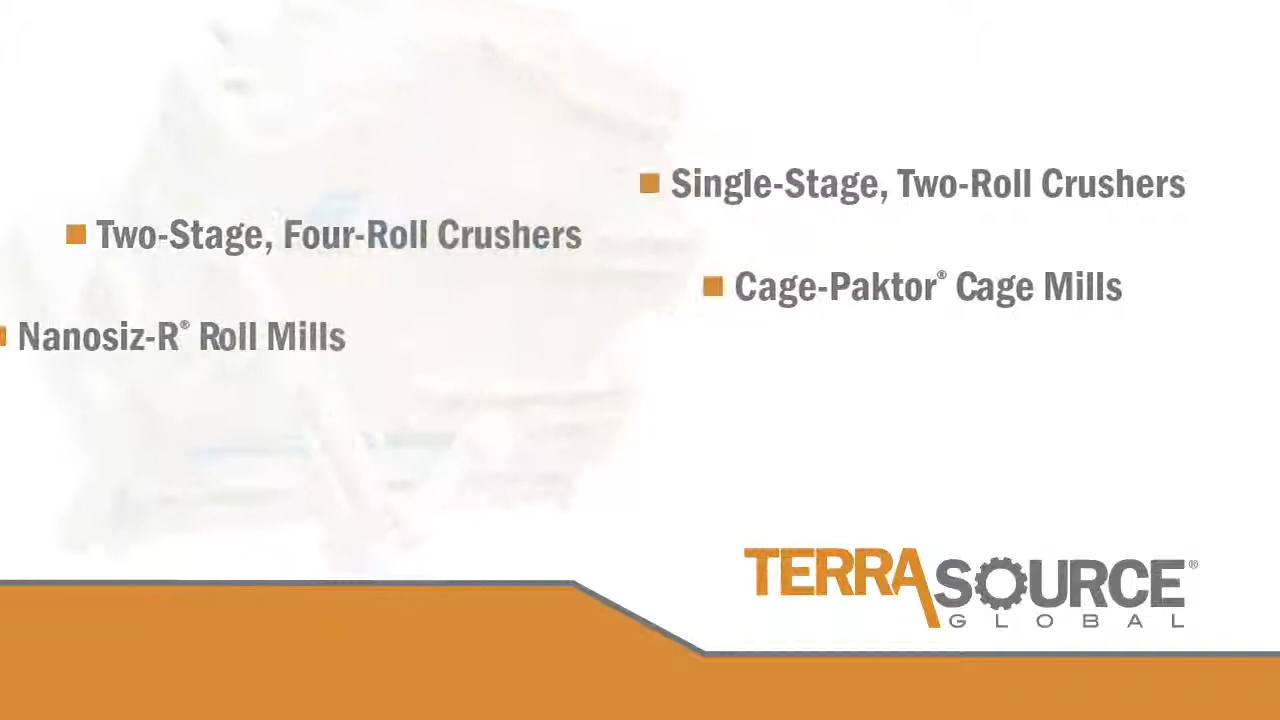 Single-Stage, Two-Roll Crushers
Two-Stage, Four-Roll Crushers
Cage-Paktor® Cage Mills
Nanosiz-R® Roll Mills
TERRASOURCE®
GLOBAL